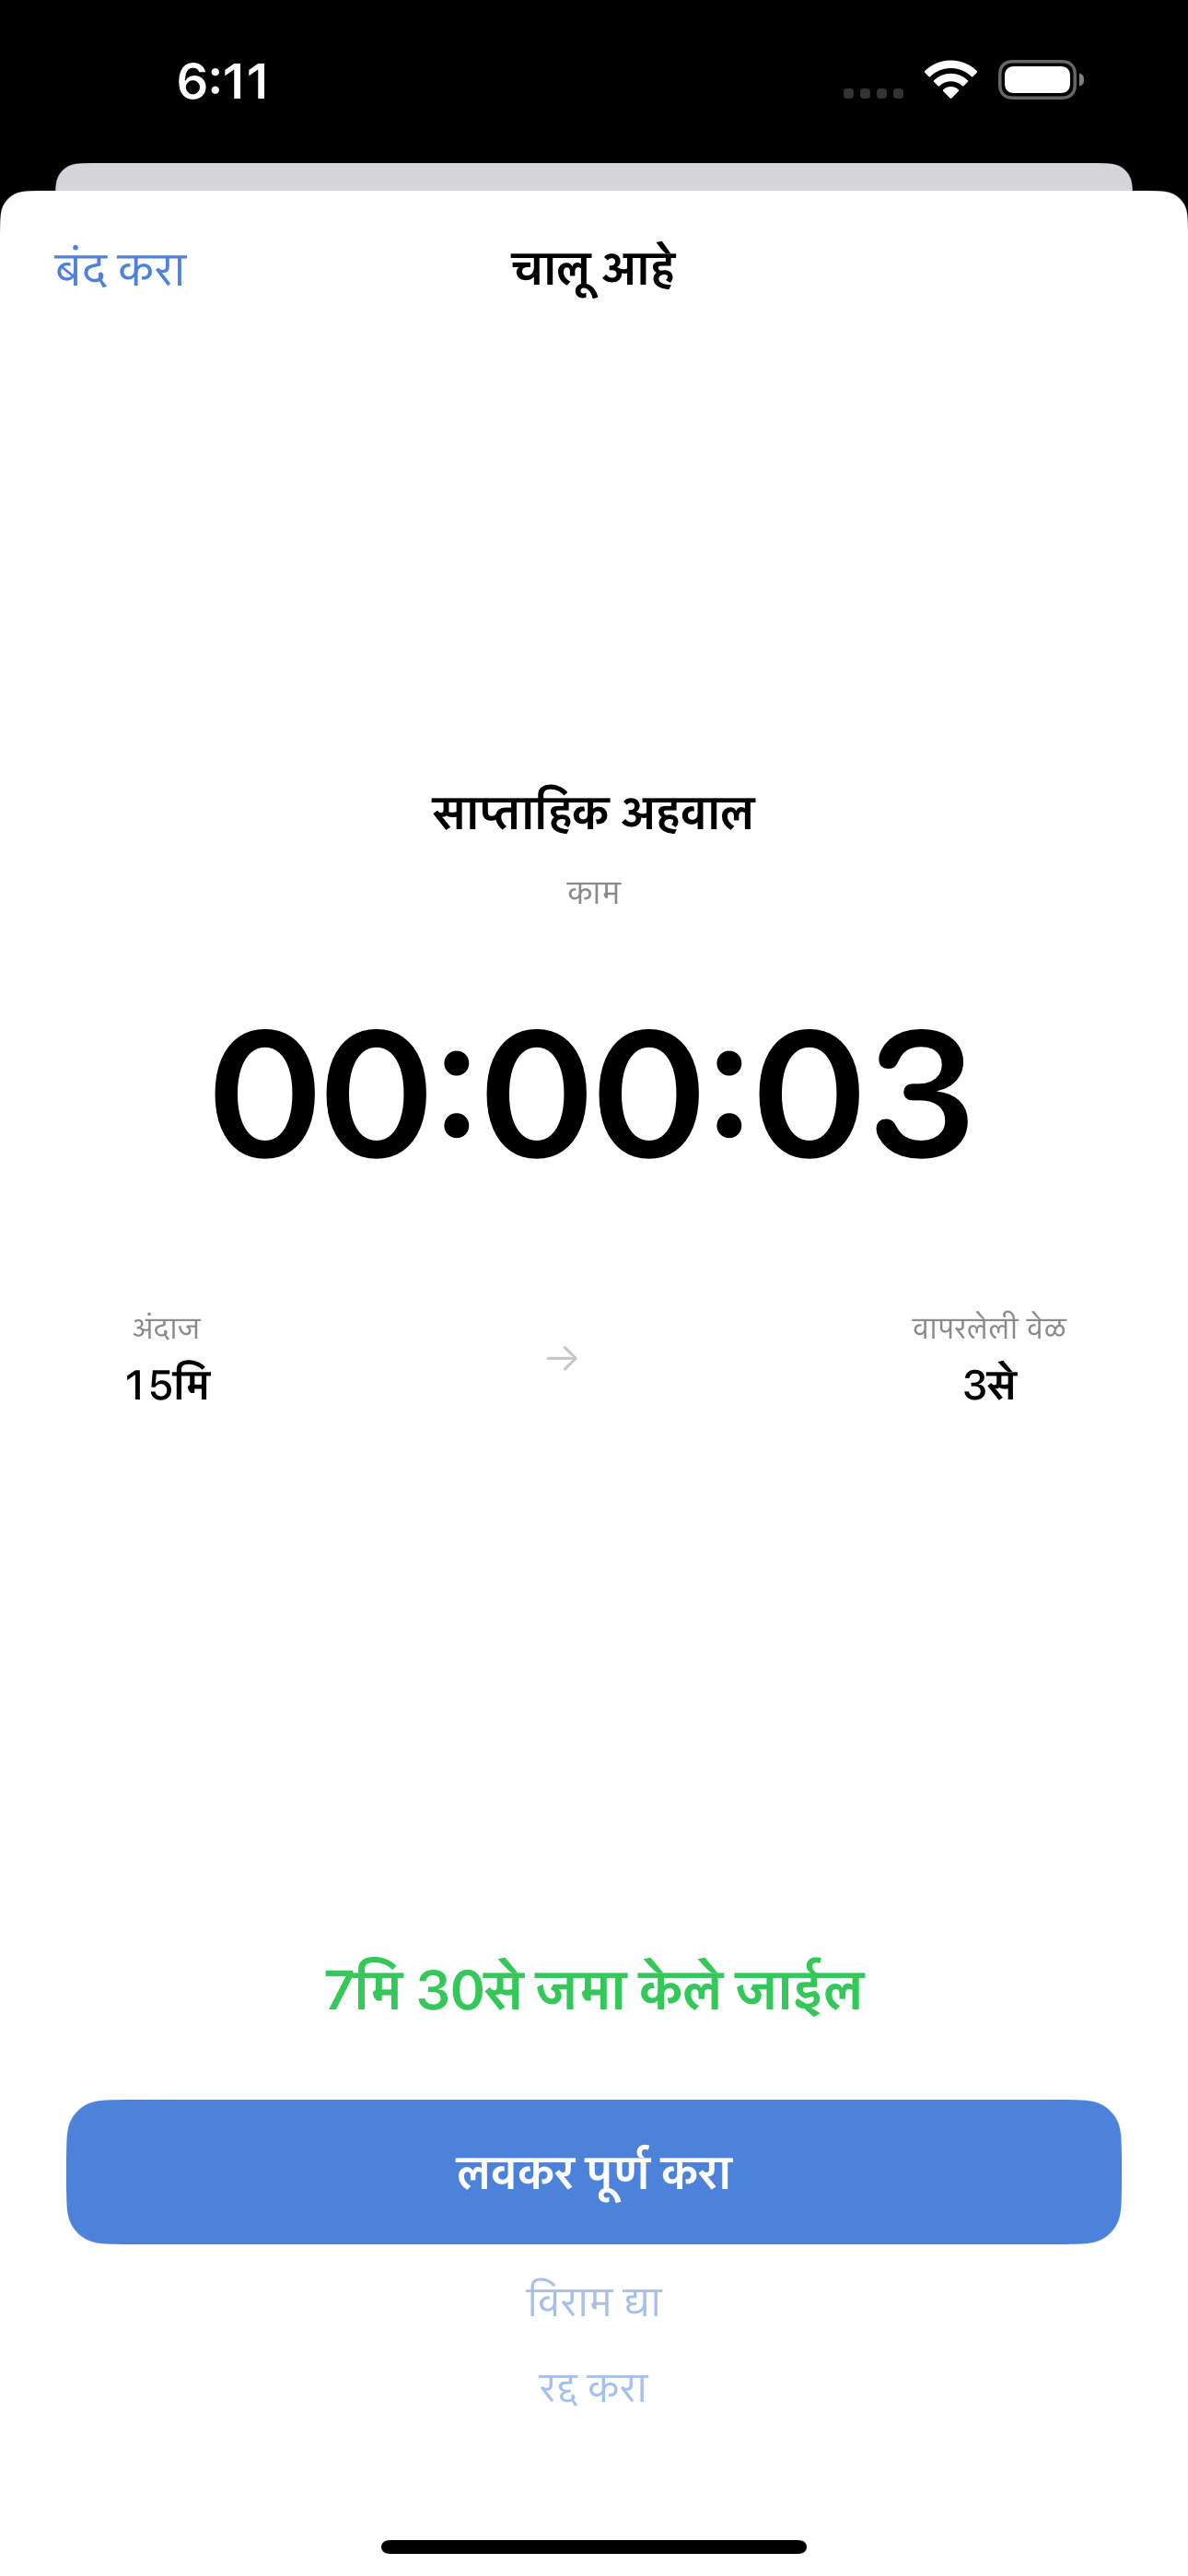 6:11
बंद करा
चालू आहे
साप्ताहिक अहवाल
काम
00:00:03
अंदाज
वापरलेली वेळ
15मि
3से
7मि 30से जमा केले जाईल
लवकर पूर्ण करा
विराम द्या
रद्द करा